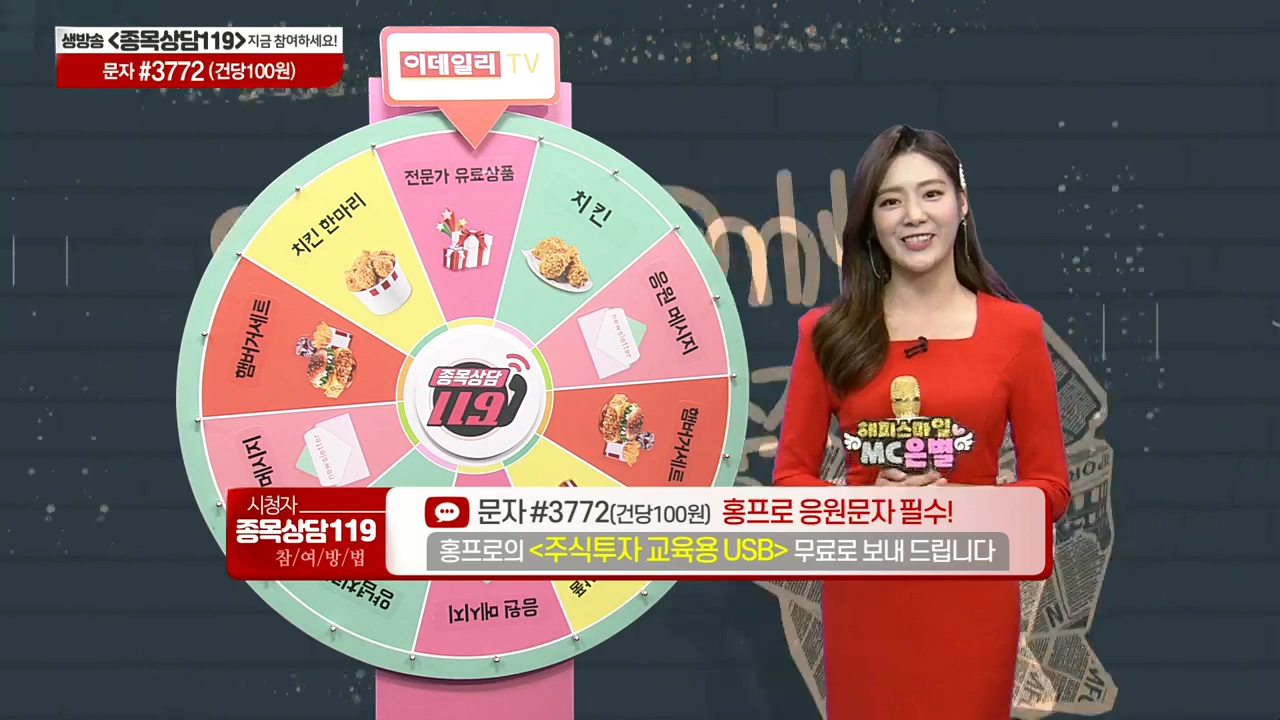 생방송 <종목상담119> 지금 참여하세요!
문자 #3772 (건당100원)
이데일리 TV
전문가 유료상품
치킨
치킨 한마리
응원 메시지
newsletter
햄버거세트
햄버거세트
종목상담
119
메시지
newsletter
해피스마일
MC은별
시청자
종목상담119
참/여/방/법
문자 #3772(건당100원) 홍프로 응원문자 필수!
홍프로의 <주식투자 교육용 USB> 무료로 보내 드립니다
응원 메시지